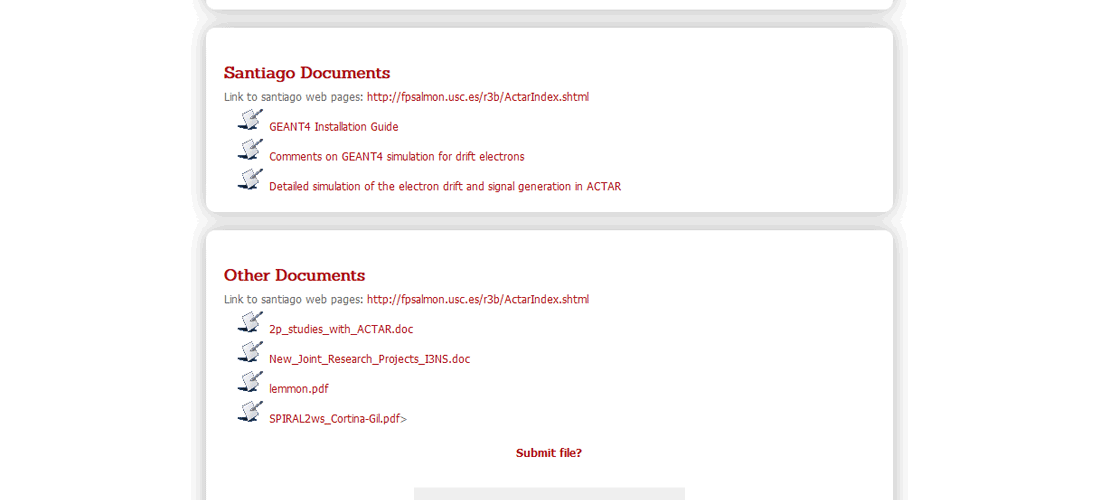 Santiago Documents
Link to santiago web pages: http://fpsalmon.usc.es/r3b/ActarIndex.shtml
GEANT4 Installation Guide
Comments on GEANT4 simulation for drift electrons
Detailed simulation of the electron drift and signal generation in ACTAR
Other Documents
Link to santiago web pages: http://fpsalmon.usc.es/r3b/ActarIndex.shtml
2p_studies_with_ACTAR.doc
New_Joint_Research_Projects_I3NS.doc
lemmon.pdf
SPIRAL2ws_Cortina-Gil.pdf>
Submit file?